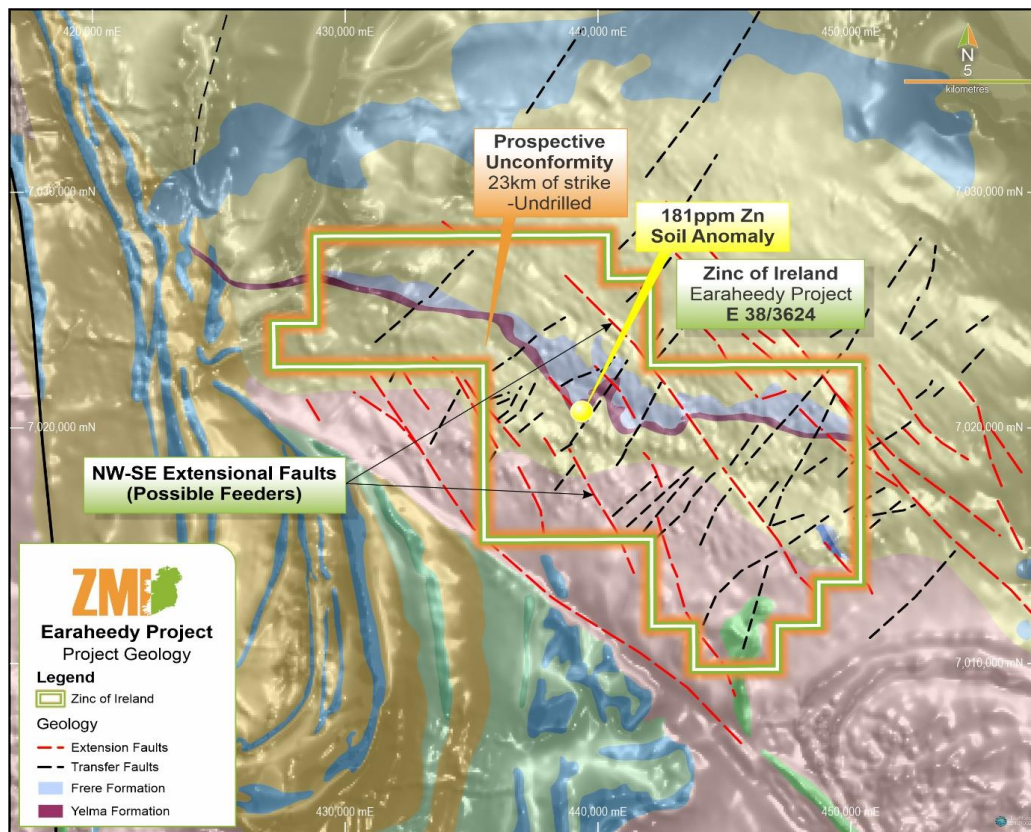 420,000 mE
430,000 mE
440,000 mE
450,000 mE
N
5
kilometres
7,030,000 mN
7,030,000 mN
Prospective
Unconformity
23km of strike
-Undrilled
181ppm Zn
Soil Anomaly
Zinc of Ireland
Earaheedy Project
E 38/3624
7,020,000 mN
7,020,000 mN
NW-SE Extensional Faults
(Possible Feeders)
ZMI
Earaheedy Project
Project Geology
Legend
Zinc of Ireland
Geology
Extension Faults
Transfer Faults
Frere Formation
Yelma Formation
7,010,000 mN
430,000 mE
440,000 mE
450,000 mE